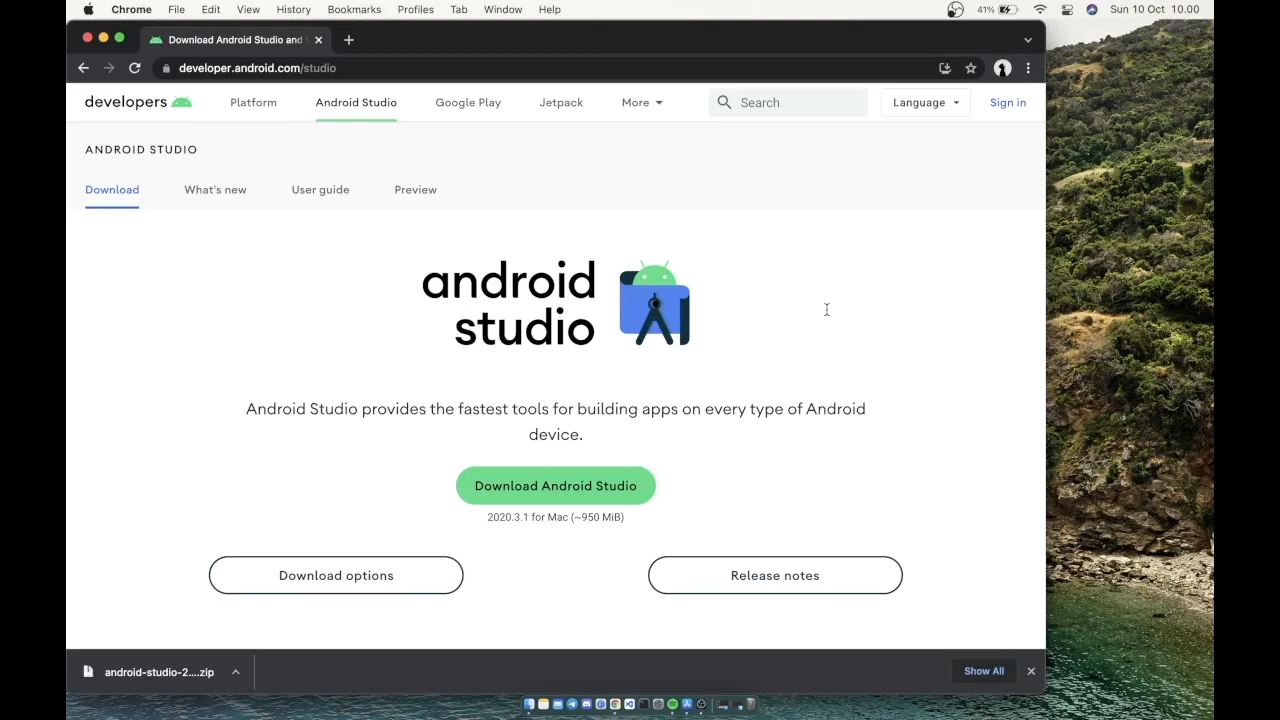 Chrome File Edit View History Bookmarks Profiles Tab Window Help 41% Sun 10 Oct 10.00
Download Android Studio and
developer.android.com/studio
developers Platform Android Studio Google Play Jetpack More Search Language Sign in
ANDROID STUDIO
Download What's new User guide Preview
android
studio
Android Studio provides the fastest tools for building apps on every type of Android
device.
Download Android Studio
2020.3.1 for Mac (~950 MiB)
Download options Release notes
android-studio-2....zip Show All